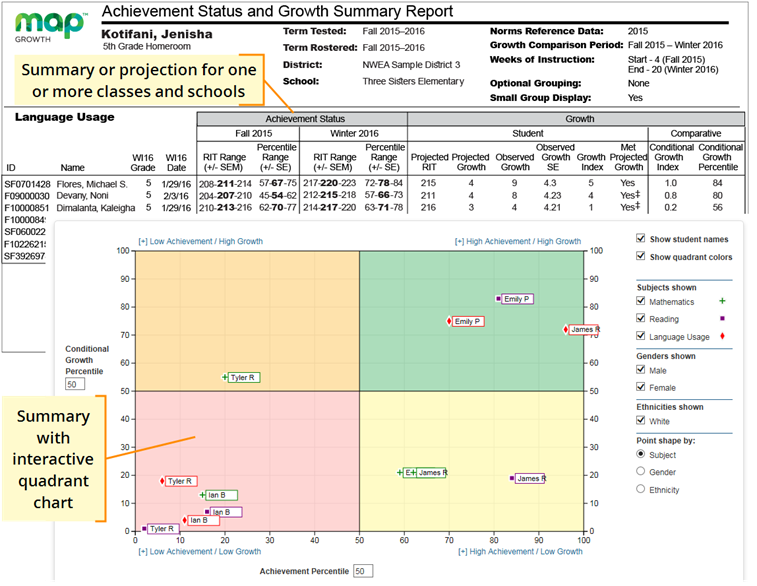 map™
GROWTH
Achievement Status and Growth Summary Report
Kotifani, Jenisha
5th Grade Homeroom
Term Tested: Fall 2015–2016
Term Rostered: Fall 2015–2016
District: NWEA Sample District 3
School: Three Sisters Elementary
Norms Reference Data: 2015
Growth Comparison Period: Fall 2015 – Winter 2016
Weeks of Instruction: Start - 4 (Fall 2015)
End - 20 (Winter 2016)
Optional Grouping: None
Small Group Display: Yes
Summary or projection for one
or more classes and schools
Language Usage
Achievement Status Growth
Fall 2015 Winter 2016 Student Comparative
ID Name WI16 Grade WI16 Date RIT Range (+/- SEM) Percentile Range (+/- SE) RIT Range (+/- SEM) Percentile Range (+/- SE) Projected RIT Projected Growth Observed Growth Observed Growth SE Growth Index Met Projected Growth Conditional Growth Index Conditional Growth Percentile
SF0701428 Flores, Michael S. 5 1/29/16 208-211-214 57-67-75 217-220-223 72-78-84 215 4 9 4.3 5 Yes 1.0 84
F09000030 Devany, Noni 5 2/3/16 204-207-210 45-54-62 212-215-218 57-66-73 211 4 8 4.23 4 Yes‡ 0.8 80
F10000851 Dimalanta, Kaleigha 5 1/29/16 210-213-216 62-70-77 214-217-220 63-71-78 216 3 4 4.21 1 Yes‡ 0.2 56
F1000084
SF060022
F1022621
SF392697
[+] Low Achievement / High Growth [+] High Achievement / High Growth
100 100
90 90
80 80
70 70
60 60
50 50
40 40
30 30
20 20
10 10
0 0
Emily P
Emily P
James R
Tyler R
E
James R
James R
Tyler R
Ian B
Ian B
Ian B
Tyler R
Conditional
Growth
Percentile
50
0 10 20 30 40 50 60 70 80 90 100
[+] Low Achievement / Low Growth [+] High Achievement / Low Growth
Achievement Percentile 50
Summary
with
interactive
quadrant
chart
Show student names
Show quadrant colors
Subjects shown
Mathematics
Reading
Language Usage
Genders shown
Male
Female
Ethnicities shown
White
Point shape by:
Subject
Gender
Ethnicity